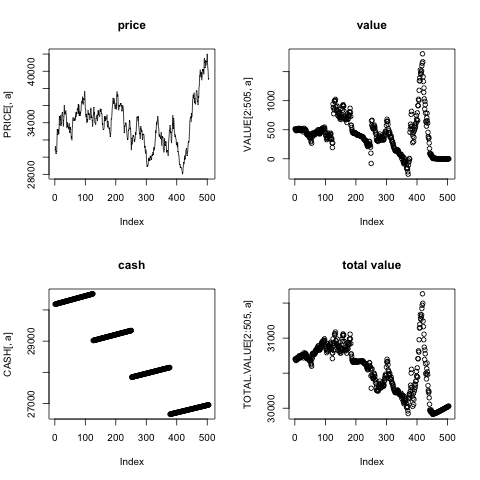 price
PRICE[, a]
40000
34000
28000
0 100 200 300 400 500
Index
value
VALUE[2:505, a]
1000
500
0
0 100 200 300 400 500
Index
cash
CASH[, a]
29000
27000
0 100 200 300 400 500
Index
total value
TOTAL.VALUE[2:505, a]
31000
30000
0 100 200 300 400 500
Index